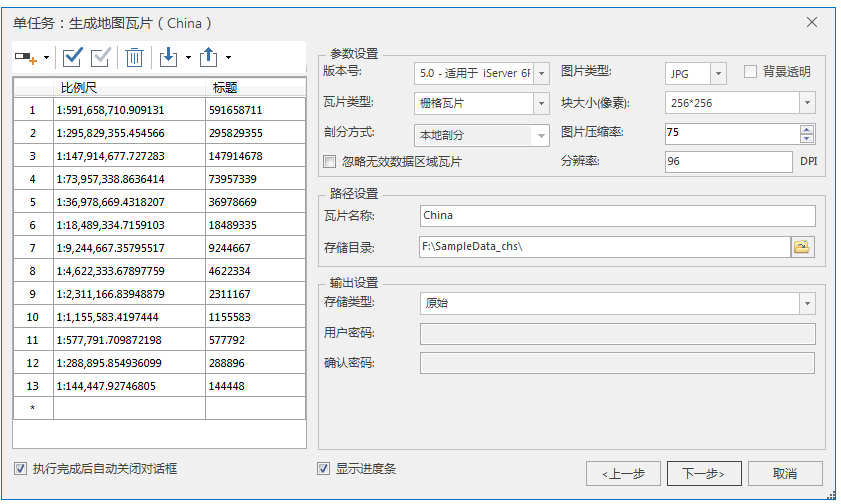 单任务：生成地图瓦片（China）
比例尺 标题
1 1:591,658,710.909131 591658711
2 1:295,829,355.454566 295829355
3 1:147,914,677.727283 147914678
4 1:73,957,338.8636414 73957339
5 1:36,978,669.4318207 36978669
6 1:18,489,334.7159103 18489335
7 1:9,244,667.35795517 9244667
8 1:4,622,333.67897759 4622334
9 1:2,311,166.83948879 2311167
10 1:1,155,583.4197444 1155583
11 1:577,791.709872198 577792
12 1:288,895.854936099 288896
13 1:144,447.92746805 144448
*
参数设置
版本号: 5.0 - 适用于 iServer 6F 图片类型: JPG 背景透明
瓦片类型: 栅格瓦片 块大小(像素): 256*256
剖分方式: 本地剖分 图片压缩率: 75
忽略无效数据区域瓦片 分辨率: 96 DPI
路径设置
瓦片名称: China
存储目录: F:\SampleData_chs\
输出设置
存储类型: 原始
用户密码:
确认密码:
执行完成后自动关闭对话框 显示进度条 <上一步 下一步> 取消